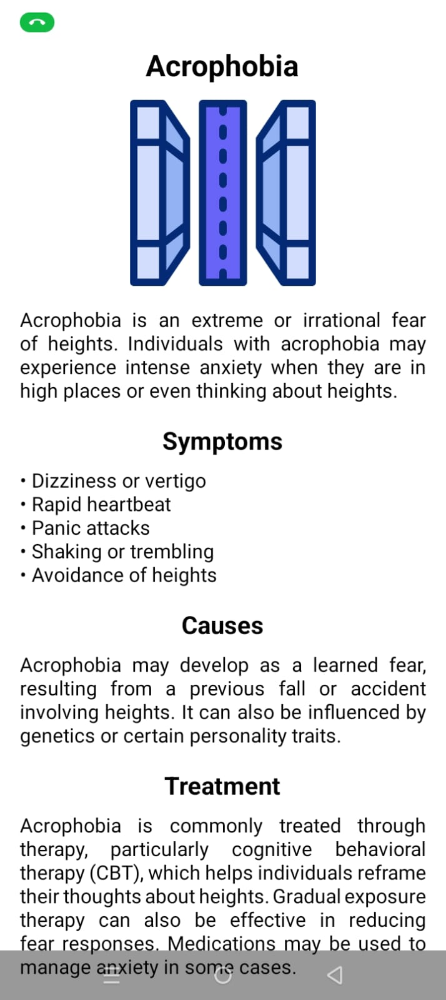 Acrophobia
Acrophobia is an extreme or irrational fear
of heights. Individuals with acrophobia may
experience intense anxiety when they are in
high places or even thinking about heights.
Symptoms
• Dizziness or vertigo
• Rapid heartbeat
• Panic attacks
• Shaking or trembling
• Avoidance of heights
Causes
Acrophobia may develop as a learned fear,
resulting from a previous fall or accident
involving heights. It can also be influenced by
genetics or certain personality traits.
Treatment
Acrophobia is commonly treated through
therapy, particularly cognitive behavioral
therapy (CBT), which helps individuals reframe
their thoughts about heights. Gradual exposure
therapy can also be effective in reducing
fear responses. Medications may be used to
manage anxiety in some cases.